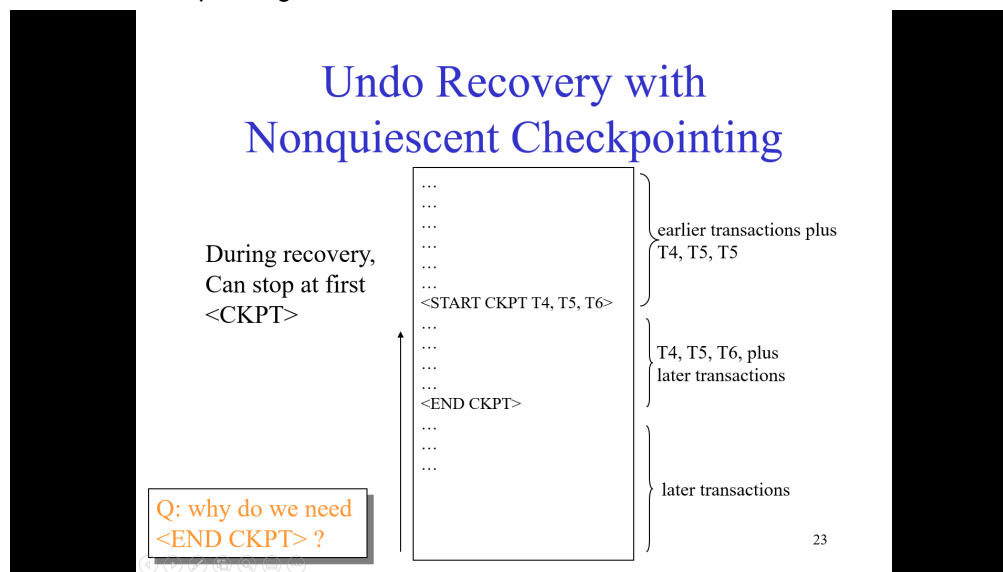 Undo Recovery with
Nonquiescent Checkpointing
During recovery,
Can stop at first
<CKPT>
…
…
…
…
…
…
<START CKPT T4, T5, T6>
…
…
…
…
<END CKPT>
…
…
…
earlier transactions plus
T4, T5, T5
T4, T5, T6, plus
later transactions
later transactions
Q: why do we need
<END CKPT> ?
23